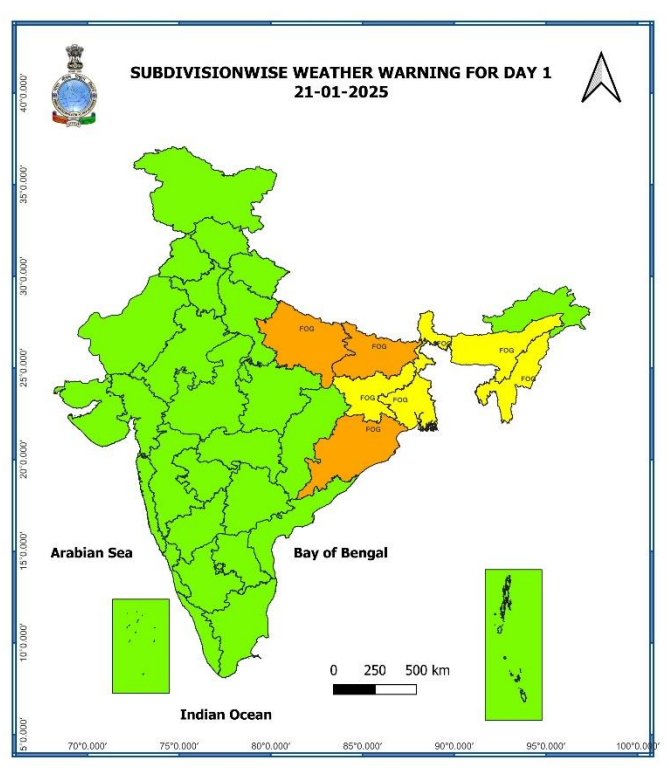 SUBDIVISIONWISE WEATHER WARNING FOR DAY 1
21-01-2025
40°0.000'
35°0.000'
30°0.000'
25°0.000'
20°0.000'
15°0.000'
10°0.000'
5°0.000'
FOG
FOG
FOG
FOG
FOG
FOG
FOG
FOG
Arabian Sea
Bay of Bengal
0 250 500 km
Indian Ocean
70°0.000' 75°0.000' 80°0.000' 85°0.000' 90°0.000' 95°0.000' 100°0.000'